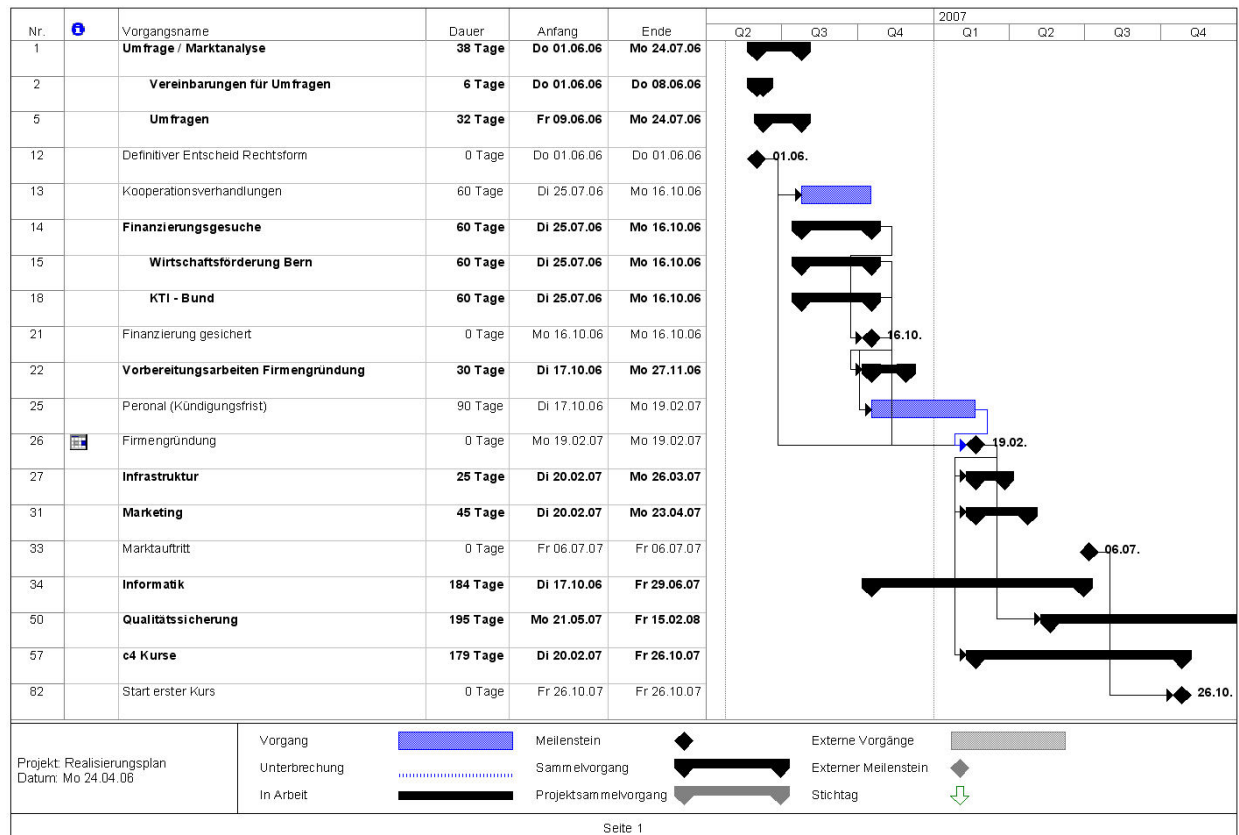 2007
Nr. Vorgangsname Dauer Anfang Ende Q2 Q3 Q4 Q1 Q2 Q3 Q4
1 Umfrage / Marktanalyse 38 Tage Do 01.06.06 Mo 24.07.06
2 Vereinbarungen für Umfragen 6 Tage Do 01.06.06 Do 08.06.06
5 Umfragen 32 Tage Fr 09.06.06 Mo 24.07.06
12 Definitiver Entscheid Rechtsform 0 Tage Do 01.06.06 Do 01.06.06 01.06.
13 Kooperationsverhandlungen 60 Tage Di 25.07.06 Mo 16.10.06
14 Finanzierungsgesuche 60 Tage Di 25.07.06 Mo 16.10.06
15 Wirtschaftsförderung Bern 60 Tage Di 25.07.06 Mo 16.10.06
18 KTI - Bund 60 Tage Di 25.07.06 Mo 16.10.06
21 Finanzierung gesichert 0 Tage Mo 16.10.06 Mo 16.10.06 16.10.
22 Vorbereitungsarbeiten Firmengründung 30 Tage Di 17.10.06 Mo 27.11.06
25 Peronal (Kündigungsfrist) 90 Tage Di 17.10.06 Mo 19.02.07
26 Firmengründung 0 Tage Mo 19.02.07 Mo 19.02.07 19.02.
27 Infrastruktur 25 Tage Di 20.02.07 Mo 26.03.07
31 Marketing 45 Tage Di 20.02.07 Mo 23.04.07
33 Marktauftritt 0 Tage Fr 06.07.07 Fr 06.07.07 06.07.
34 Informatik 184 Tage Di 17.10.06 Fr 29.06.07
50 Qualitätssicherung 195 Tage Mo 21.05.07 Fr 15.02.08
57 c4 Kurse 179 Tage Di 20.02.07 Fr 26.10.07
82 Start erster Kurs 0 Tage Fr 26.10.07 Fr 26.10.07 26.10.
Projekt: Realisierungsplan
Datum: Mo 24.04.06
Vorgang Meilenstein Externe Vorgänge
Unterbrechung Sammelvorgang Externer Meilenstein
In Arbeit Projektsammelvorgang Stichtag
Seite 1